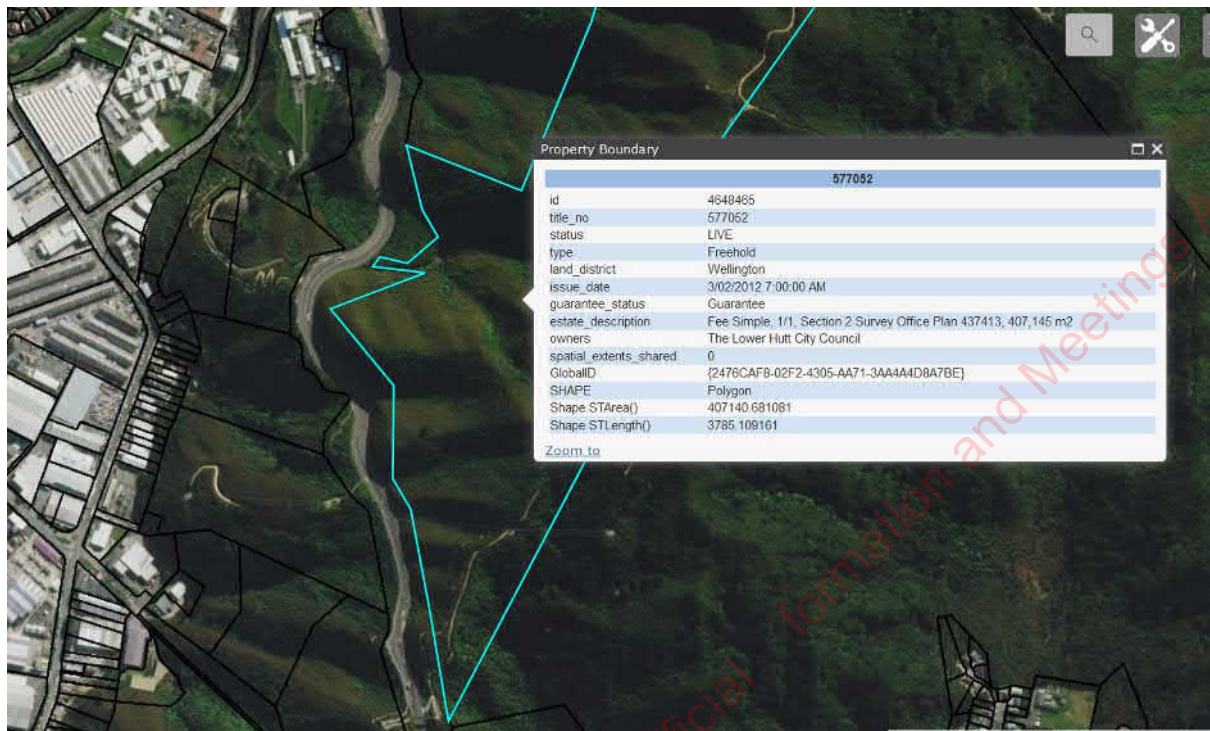 Property Boundary
577052
id 4648465
title_no 577052
status LIVE
type Freehold
land_district Wellington
issue_date 3/02/2012 7:00:00 AM
guarantee_status Guarantee
estate_description Fee Simple, 1/1, Section 2 Survey Office Plan 437413, 407,145 m2
owners The Lower Hutt City Council
spatial_extents_shared 0
GlobalID {2476CAF8-02F2-4305-AA71-3AA4A4D8A7BE}
SHAPE Polygon
Shape STArea() 407140.681081
Shape STLength() 3785.109161
Zoom to
ficial formation and Meetings A